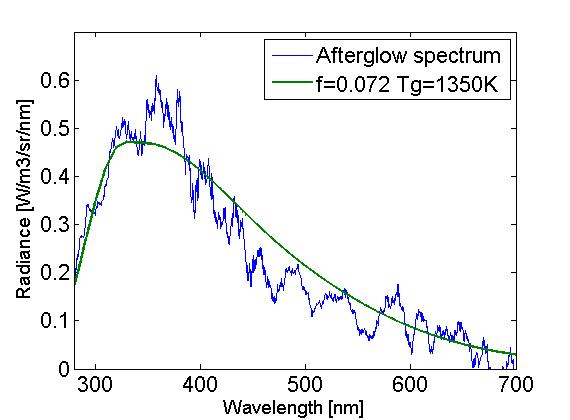 Afterglow spectrum
f=0.072 Tg=1350K
Radiance [W/m3/sr/nm]
0.6
0.5
0.4
0.3
0.2
0.1
0
300 400 500 600 700
Wavelength [nm]